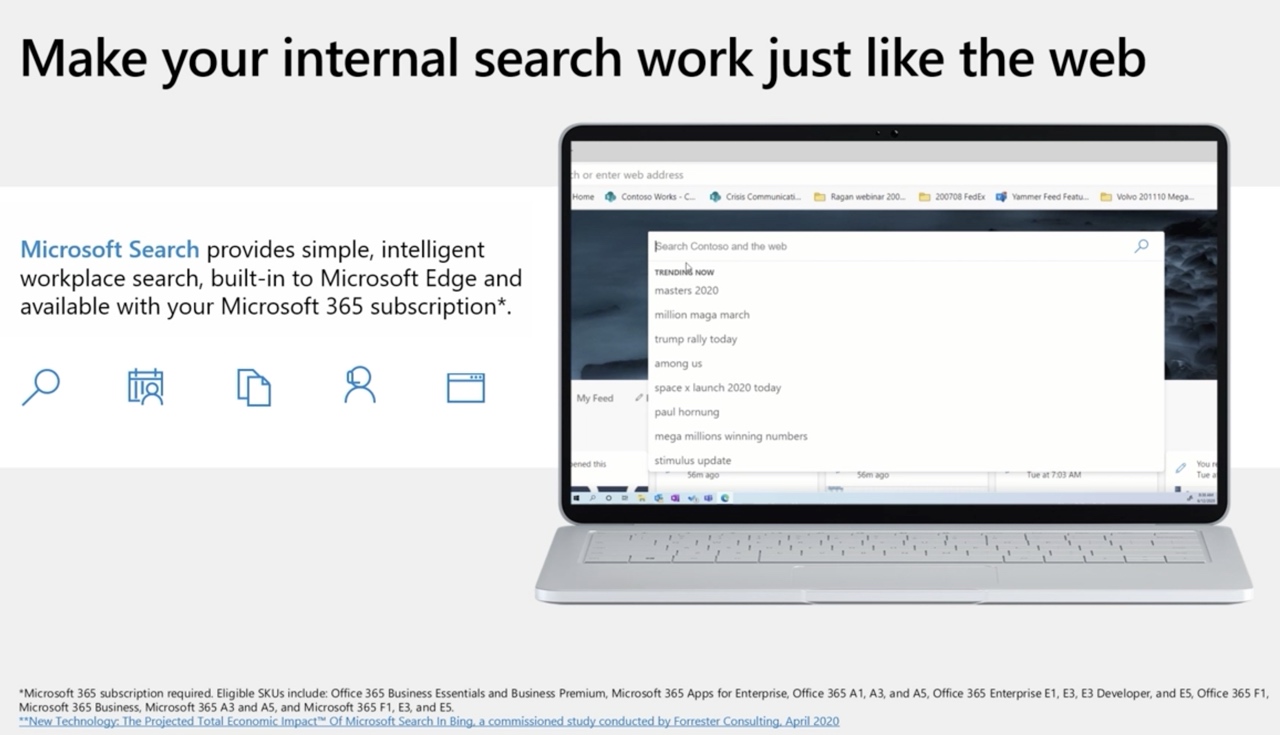 Make your internal search work just like the web
Microsoft Search provides simple, intelligent
workplace search, built-in to Microsoft Edge and
available with your Microsoft 365 subscription*.
ch or enter web address
Home Contoso Works - C... Crisis Communicati... Ragan webinar 200... 200708 FedEx Yammer Feed Featu... Volvo 201110 Mega...
Search Contoso and the web
TRENDING NOW
masters 2020
million maga march
trump rally today
among us
space x launch 2020 today
paul hornung
mega millions winning numbers
stimulus update
My Feed
ened this
56m ago
56m ago
Tue at 7:03 AM
You r
Tue a
*Microsoft 365 subscription required. Eligible SKUs include: Office 365 Business Essentials and Business Premium, Microsoft 365 Apps for Enterprise, Office 365 A1, A3, and A5, Office 365 Enterprise E1, E3, E3 Developer, and E5, Office 365 F1,
Microsoft 365 Business, Microsoft 365 A3 and A5, and Microsoft 365 F1, E3, and E5.
**New Technology: The Projected Total Economic Impact™ Of Microsoft Search In Bing, a commissioned study conducted by Forrester Consulting, April 2020